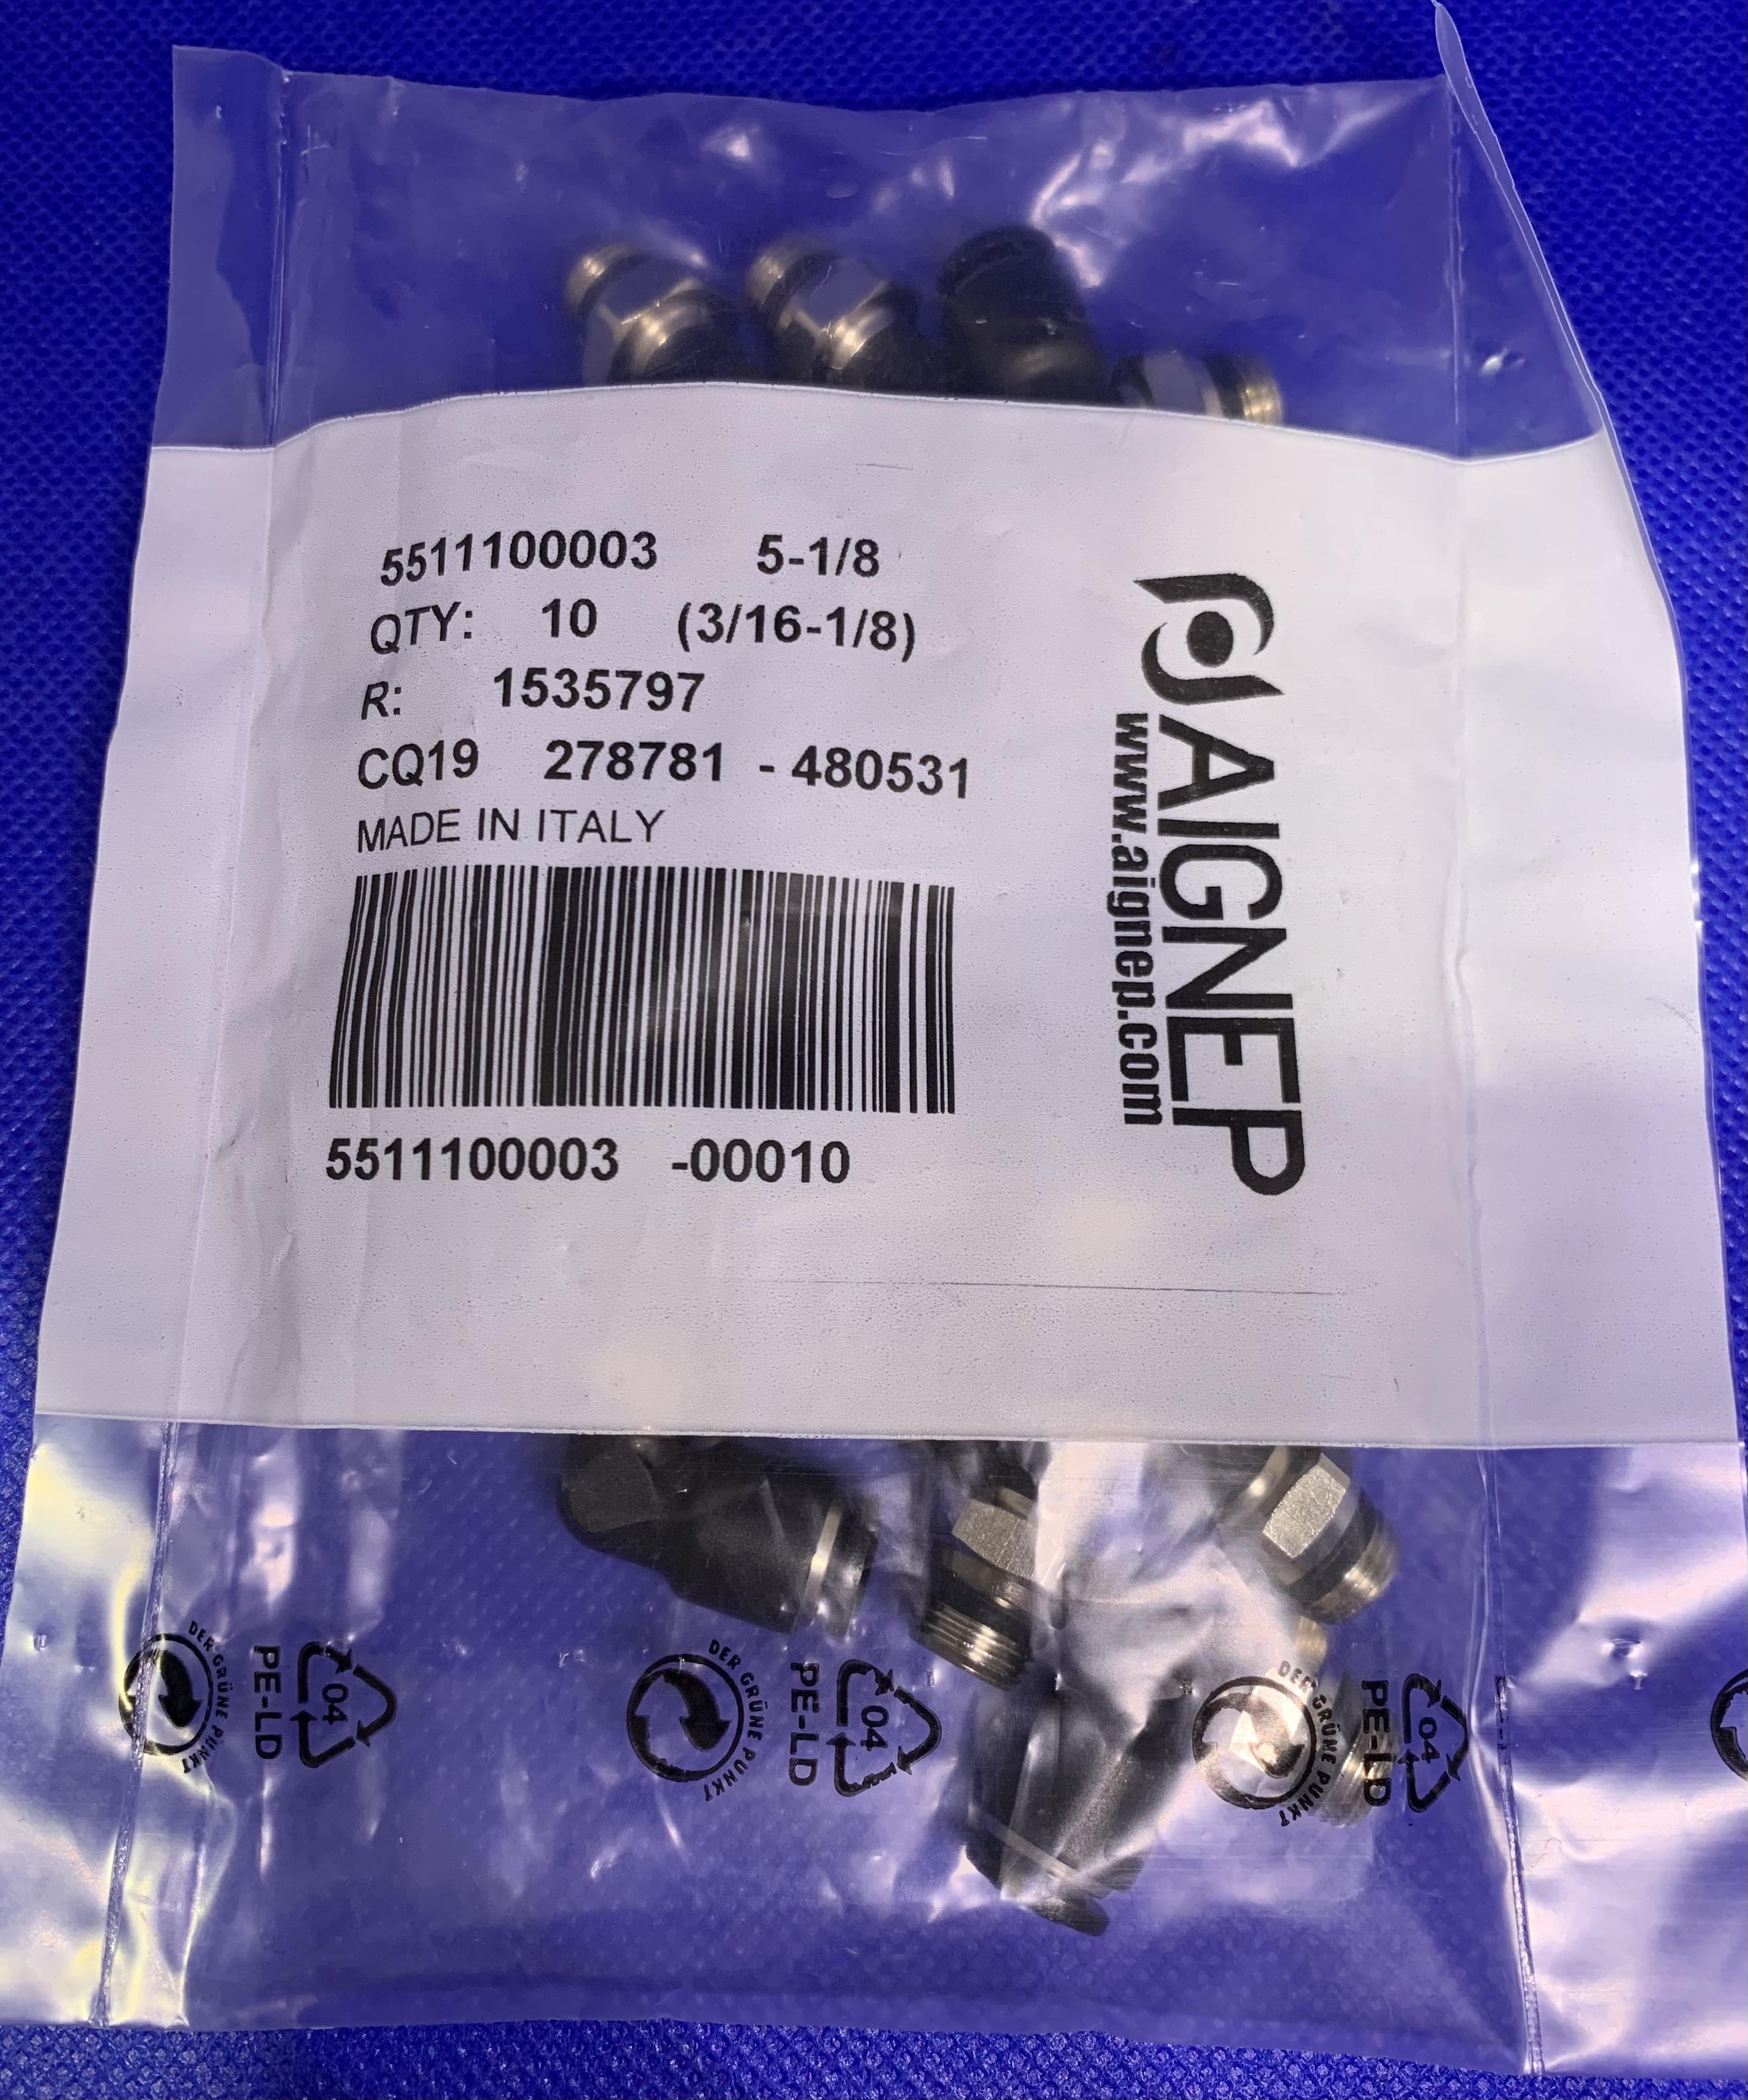 5511100003 5-1/8
QTY: 10 (3/16-1/8)
R: 1535797
CQ19 278781 - 480531
MADE IN ITALY
5511100003 -00010
AIGNEP
www.aignep.com
DER GRÜNE PUNKT
PE-LD
04
DER GRÜNE PUNKT
PE-LD
04
DER GRÜNE PUNKT
PE-LD
04